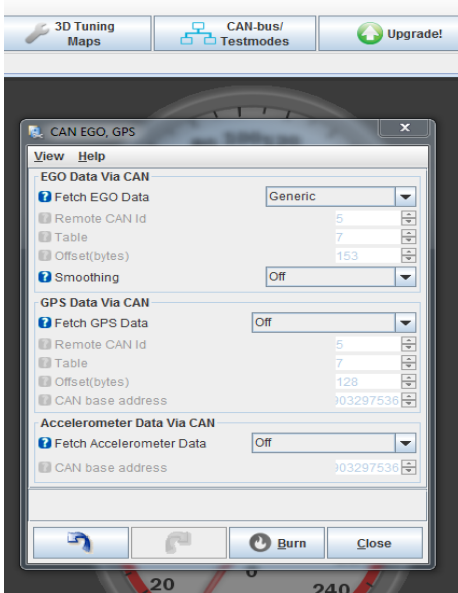 3D Tuning
Maps
CAN-bus/
Testmodes
Upgrade!
CAN EGO, GPS
View Help
EGO Data Via CAN
Fetch EGO Data Generic
Remote CAN Id 5
Table 7
Offset(bytes) 153
Smoothing Off
GPS Data Via CAN
Fetch GPS Data Off
Remote CAN Id 5
Table 7
Offset(bytes) 128
CAN base address
Accelerometer Data Via CAN
Fetch Accelerometer Data Off
CAN base address
Burn Close
20 0 240